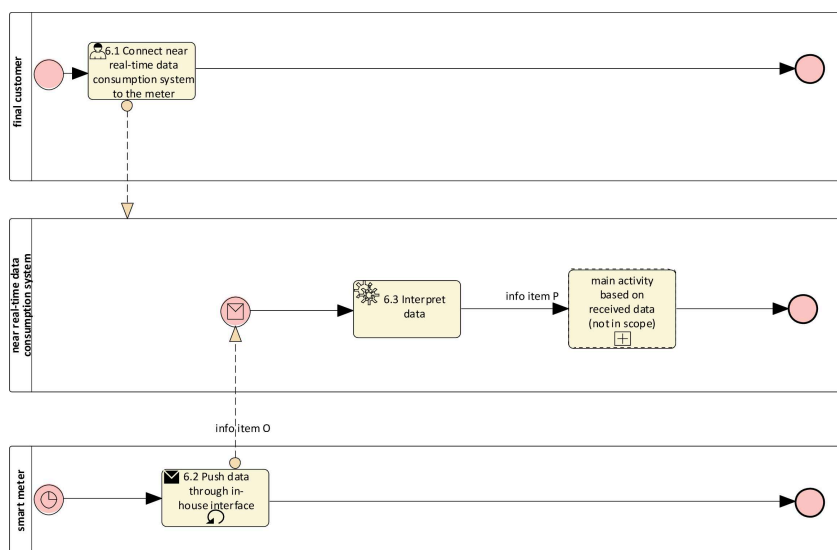 final customer
6.1 Connect near
real-time data
consumption system
to the meter
near real-time data
consumption system
6.3 Interpret
data
info item P
main activity
based on
received data
(not in scope)
info item O
smart meter
6.2 Push data
through in-
house interface